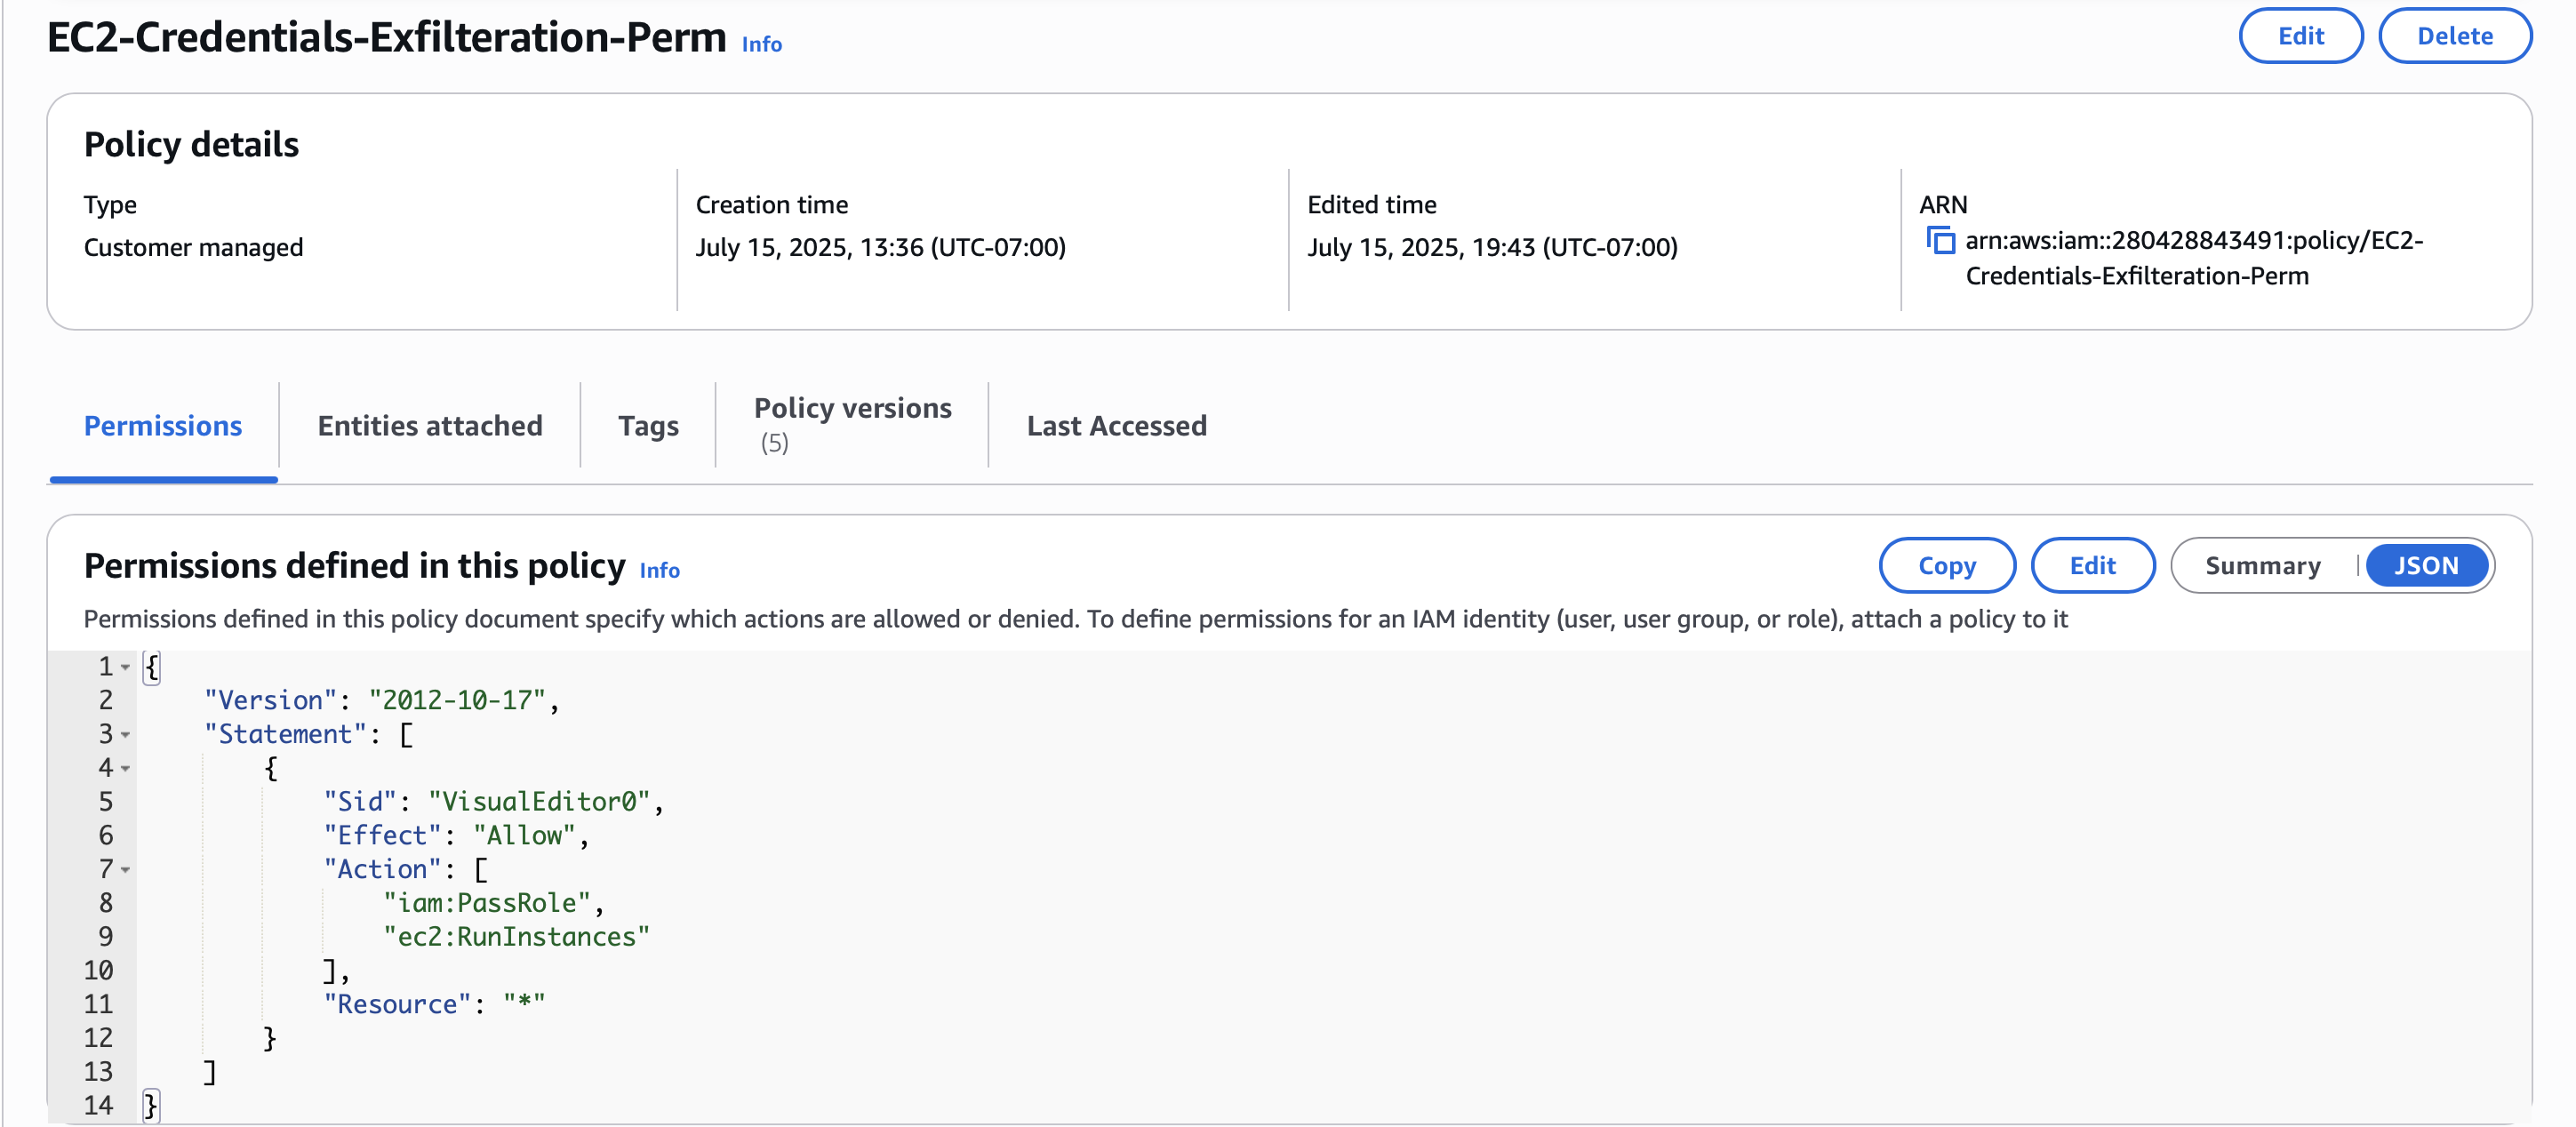 EC2-Credentials-Exfilteration-Perm Info
Edit
Delete
Policy details
Type
Customer managed
Creation time
July 15, 2025, 13:36 (UTC-07:00)
Edited time
July 15, 2025, 19:43 (UTC-07:00)
ARN
arn:aws:iam::280428843491:policy/EC2-
Credentials-Exfilteration-Perm
Permissions
Entities attached
Tags
Policy versions
(5)
Last Accessed
Permissions defined in this policy Info
Copy
Edit
Summary
JSON
Permissions defined in this policy document specify which actions are allowed or denied. To define permissions for an IAM identity (user, user group, or role), attach a policy to it
1 {
2     "Version": "2012-10-17",
3     "Statement": [
4         {
5             "Sid": "VisualEditor0",
6             "Effect": "Allow",
7             "Action": [
8                 "iam:PassRole",
9                 "ec2:RunInstances"
10             ],
11             "Resource": "*"
12         }
13     ]
14 }